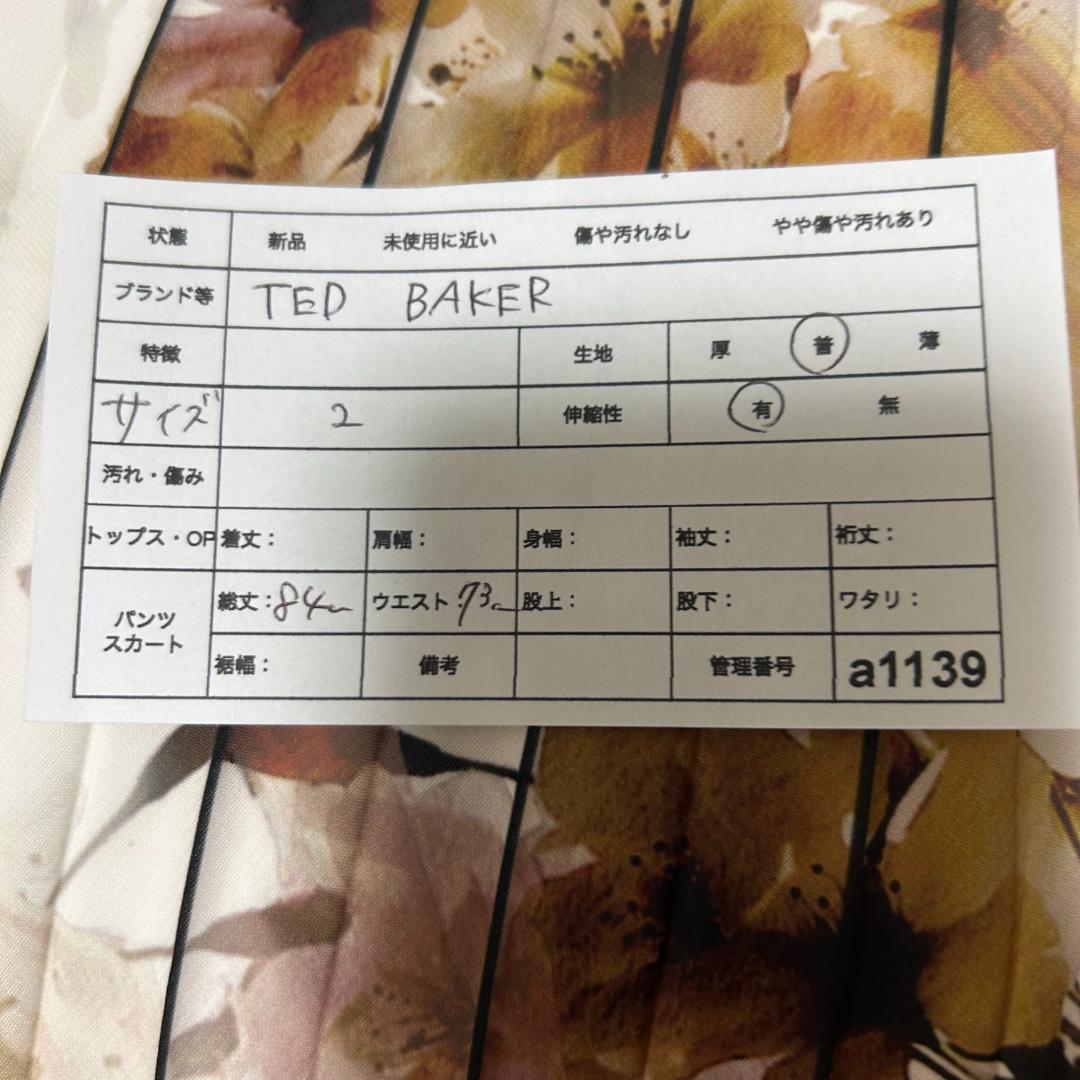 状態 新品 未使用に近い 傷や汚れなし やや傷や汚れあり
ブランド等 TED BAKER
特徴 生地 厚 普 薄
サイズ 2 伸縮性 有 無
汚れ・傷み
トップス・OP 着丈： 肩幅： 身幅： 袖丈： 裄丈：
パンツ
スカート
総丈：84cm ウエスト：73cm 股上： 股下： ワタリ：
裾幅： 備考 管理番号 a1139